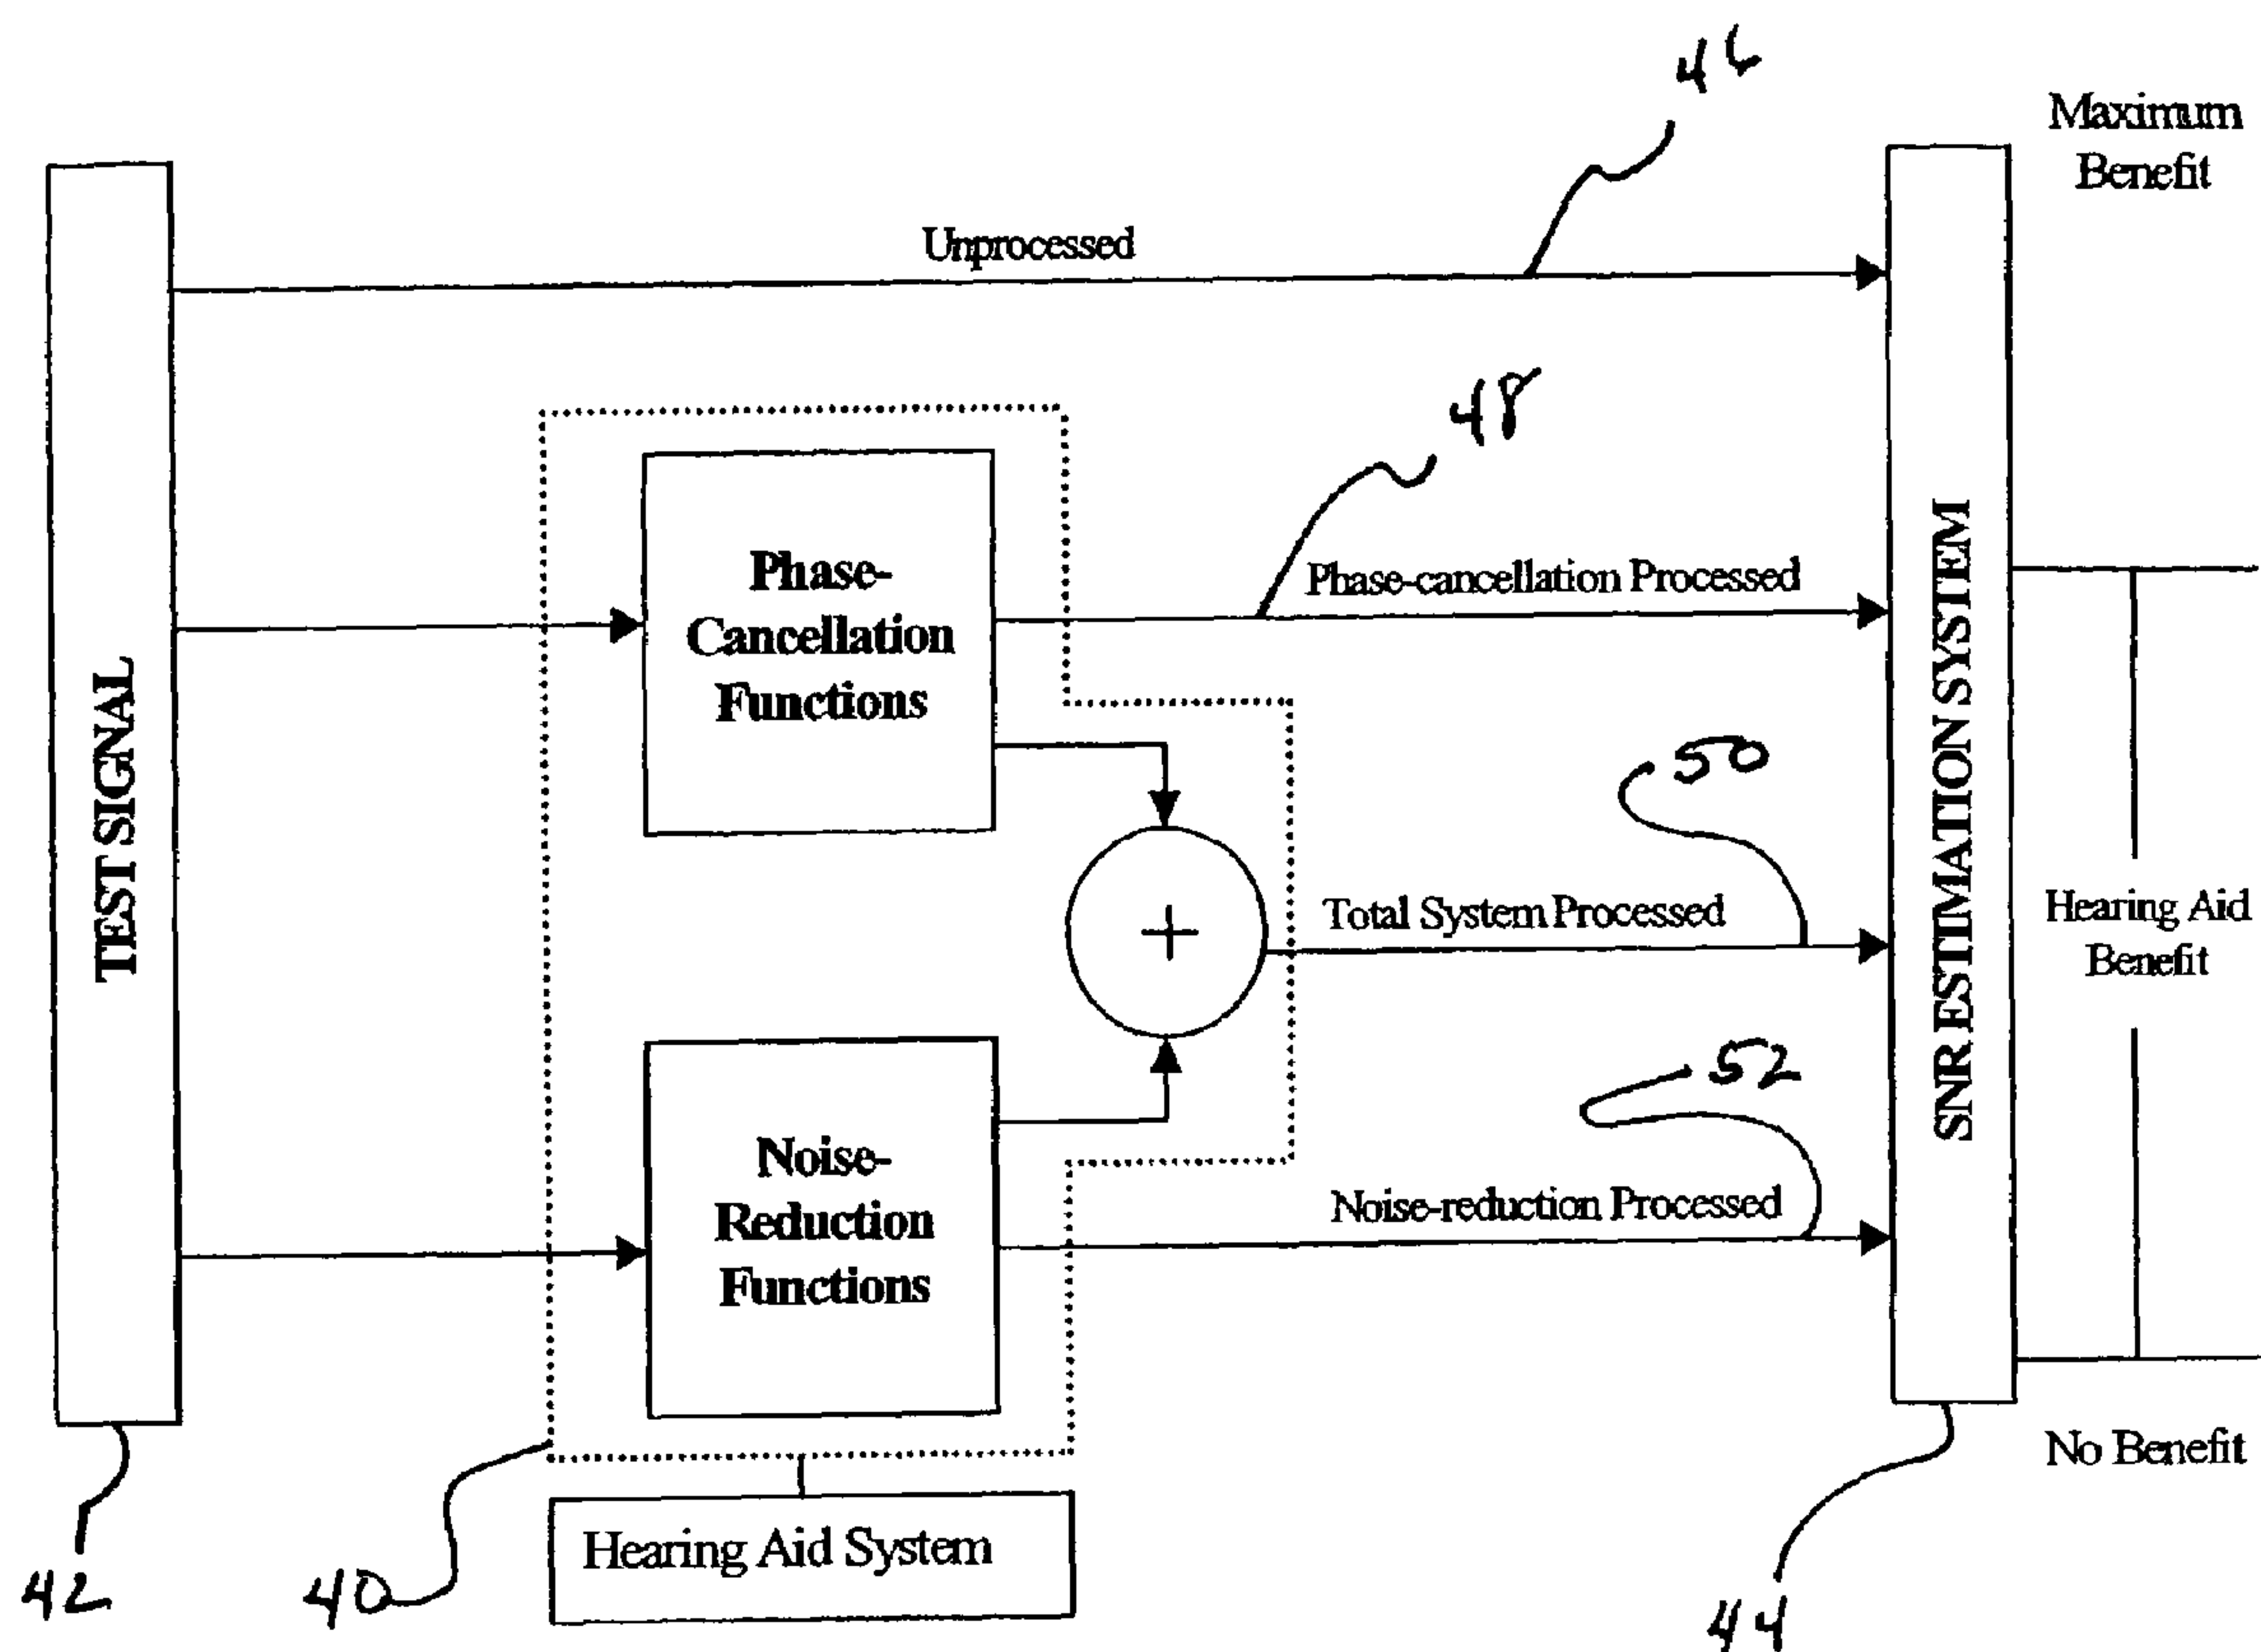 46
Maximum
Benefit
Unprocessed
48
Phase-
Cancellation
Functions
Phase-cancellation Processed
TEST SIGNAL
SNR ESTIMATION SYSTEM
50
+
Total System Processed
Hearing Aid
Benefit
52
Noise-
Reduction
Functions
Noise-reduction Processed
No Benefit
Hearing Aid System
42
40
44